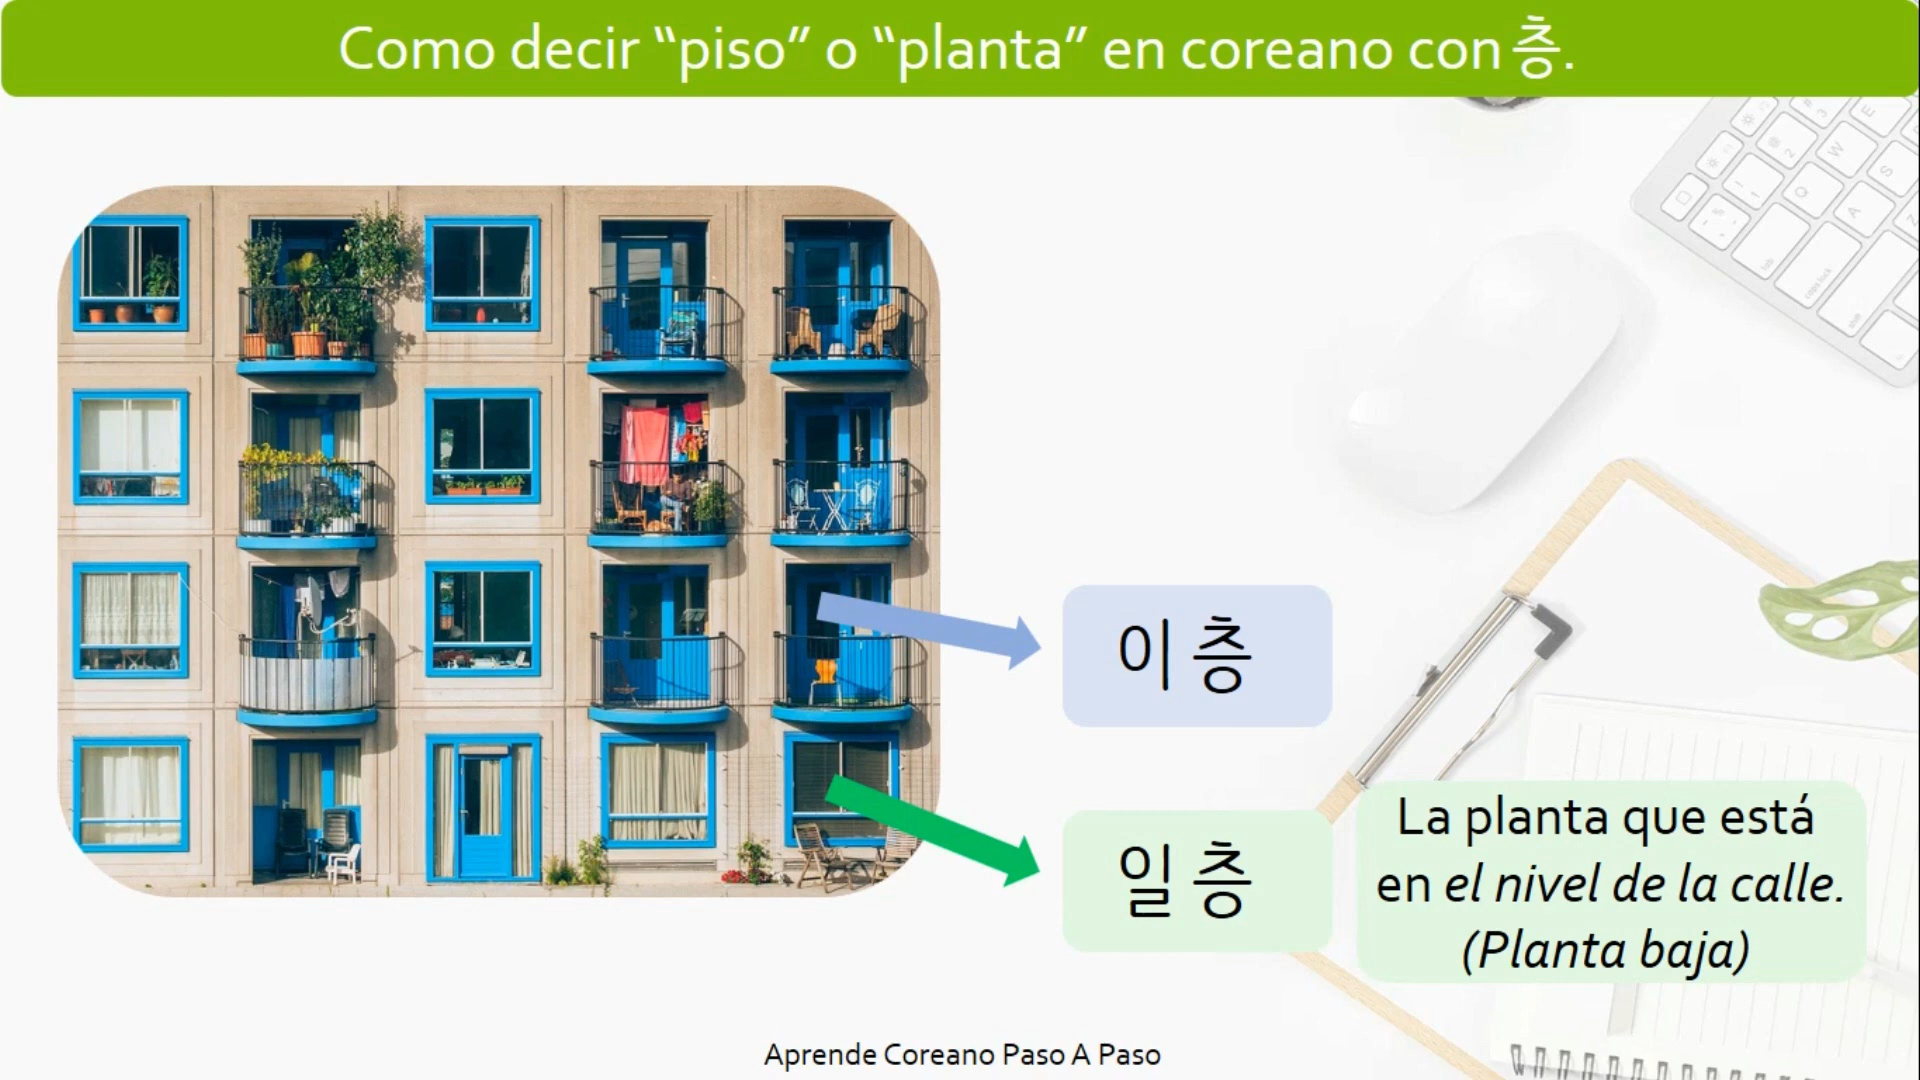 Como decir “piso” o “planta” en coreano con 층.
이 층
일 층
La planta que está
en el nivel de la calle.
(Planta baja)
Aprende Coreano Paso A Paso